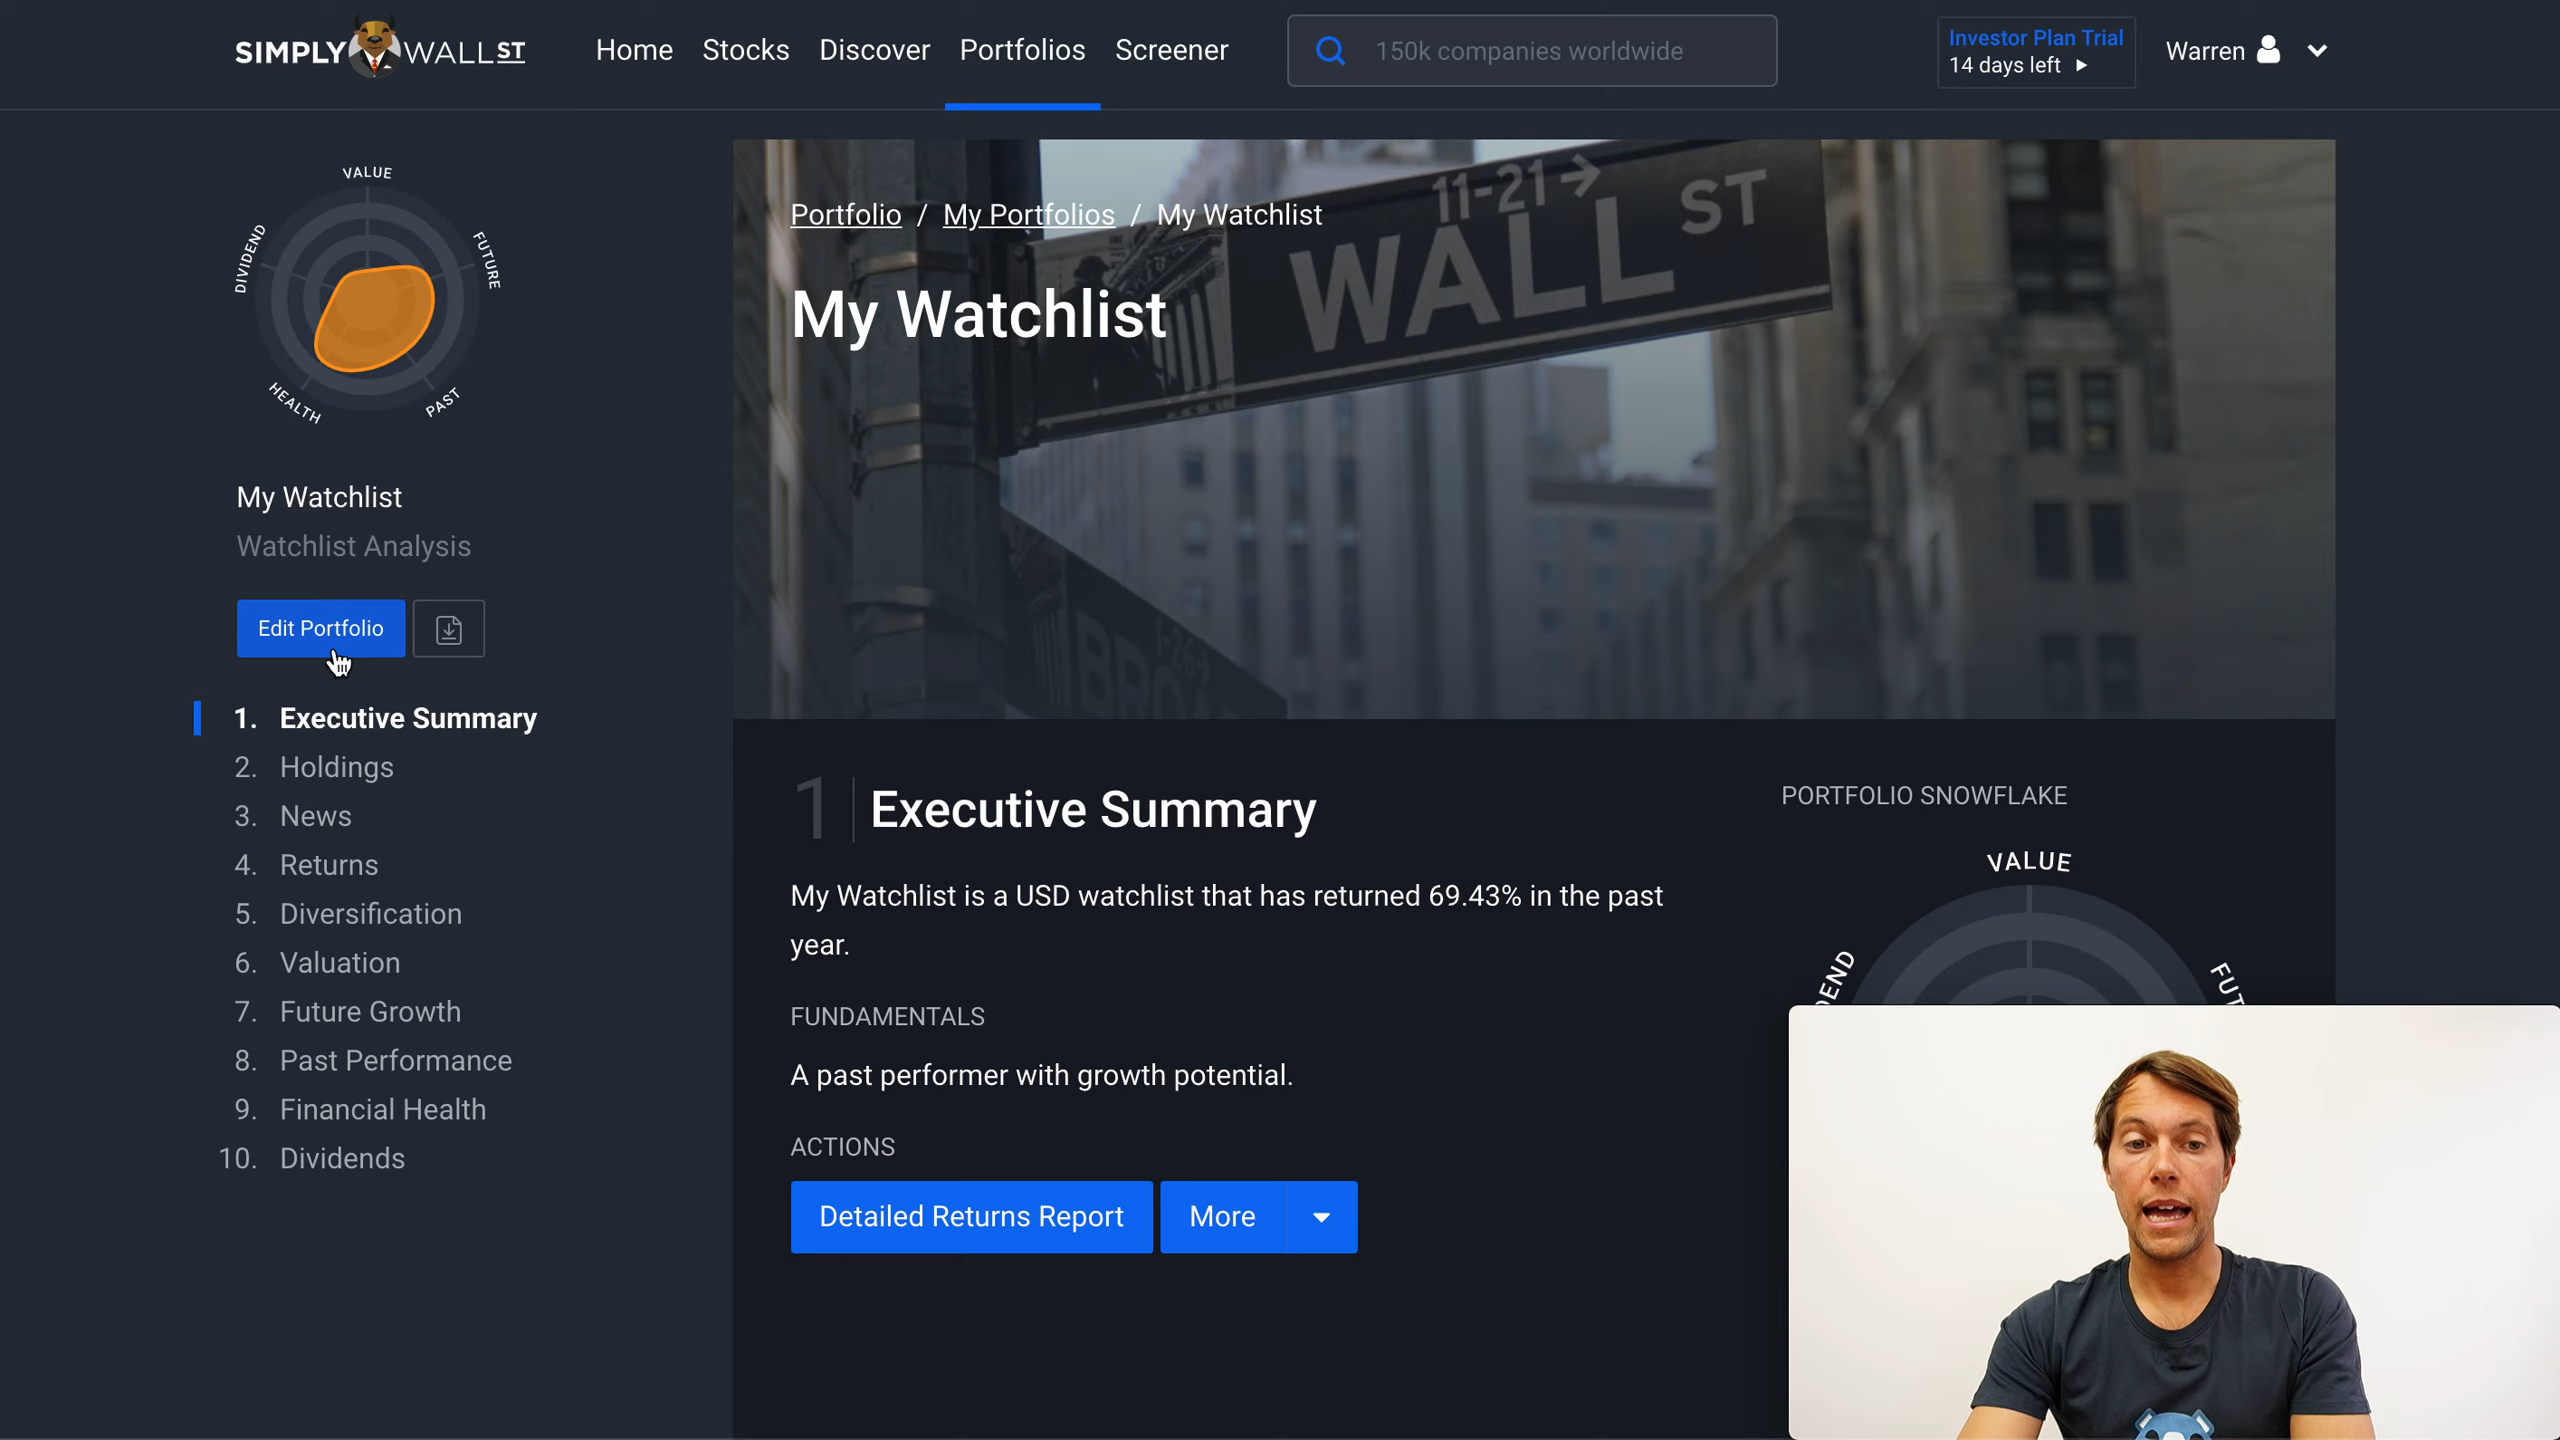 SIMPLY WALLST
Home Stocks Discover Portfolios Screener
150k companies worldwide
Investor Plan Trial
14 days left
Warren
VALUE
FUTURE
PAST
HEALTH
DIVIDEND
My Watchlist
Watchlist Analysis
Edit Portfolio
1. Executive Summary
2. Holdings
3. News
4. Returns
5. Diversification
6. Valuation
7. Future Growth
8. Past Performance
9. Financial Health
10. Dividends
Portfolio / My Portfolios / My Watchlist
My Watchlist
11-21
WALL ST
1 Executive Summary
My Watchlist is a USD watchlist that has returned 69.43% in the past
year.
FUNDAMENTALS
A past performer with growth potential.
ACTIONS
Detailed Returns Report
More
PORTFOLIO SNOWFLAKE
VALUE